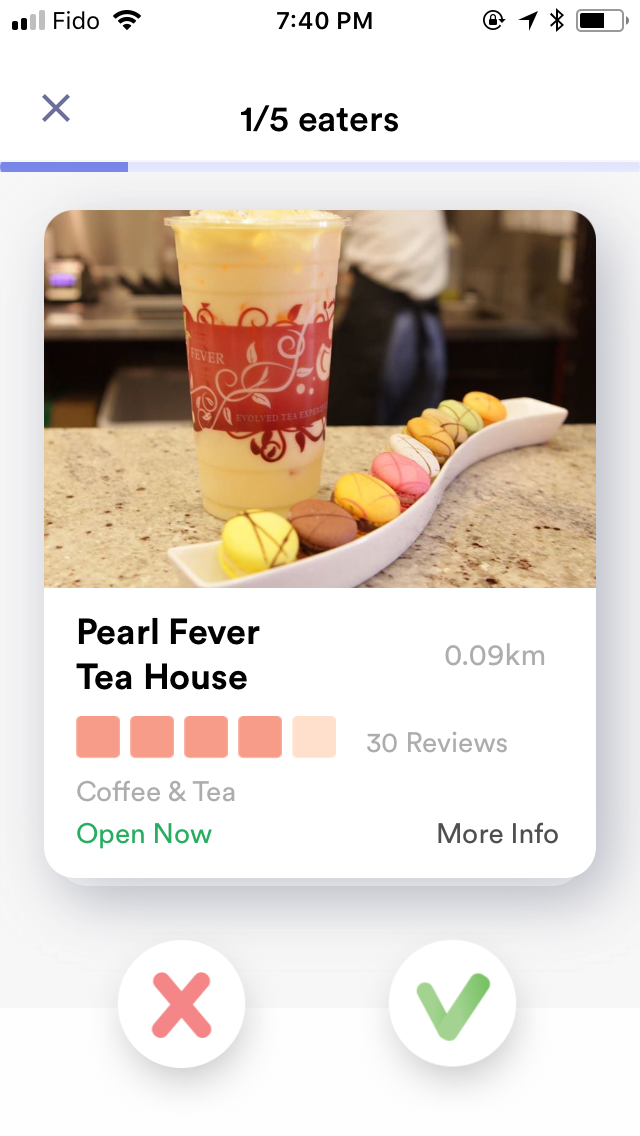 Fido 7:40 PM
1/5 eaters
FEVER
EVOLVED TEA
Pearl Fever
Tea House
0.09km
30 Reviews
Coffee & Tea
Open Now More Info